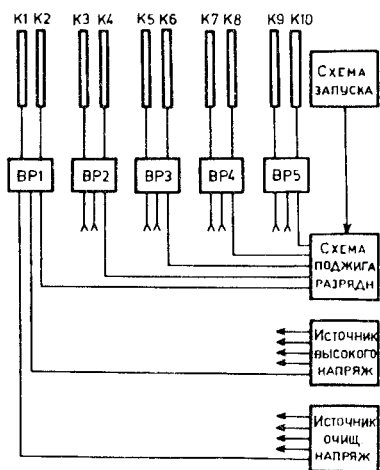 К1 К2 К3 К4 К5 К6 К7 К8 К9 К10
СХЕМА
ЗАПУСКА
ВР1 ВР2 ВР3 ВР4 ВР5
СХЕМА
ПОДЖИГА
РАЗРЯДН
ИСТОЧНИК
ВЫСОКОГО
НАПРЯЖ
ИСТОЧНИК
ОЧИЩ
НАПРЯЖ